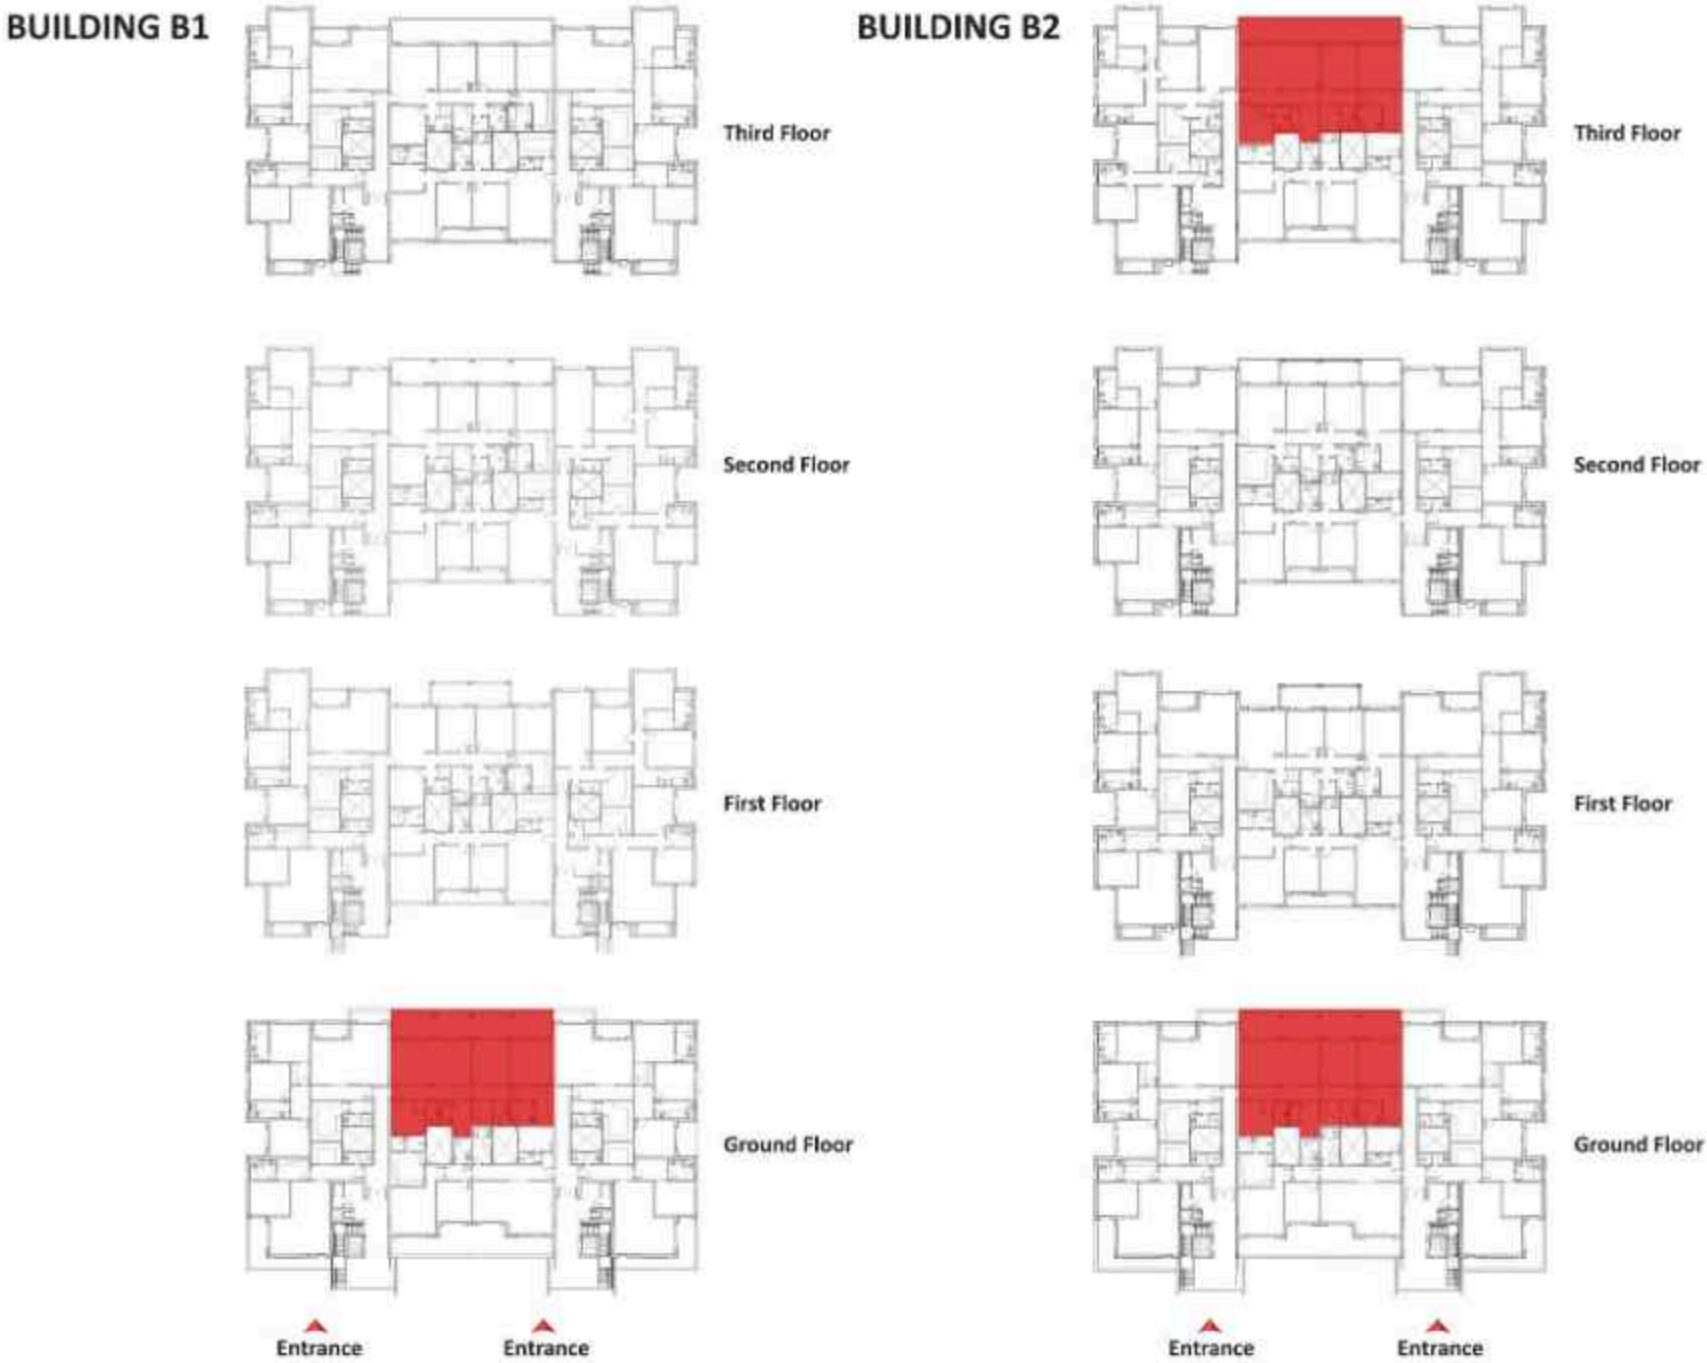 BUILDING B1
BUILDING B2
Third Floor
Third Floor
Second Floor
Second Floor
First Floor
First Floor
Ground Floor
Ground Floor
Entrance
Entrance
Entrance
Entrance